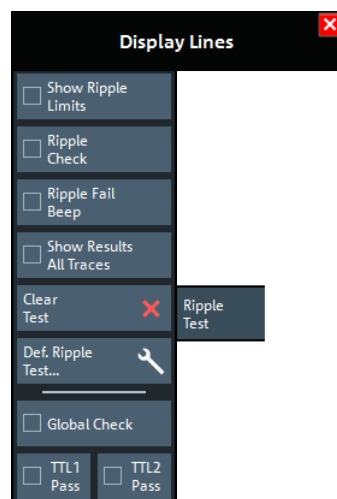 Display Lines
Show Ripple
Limits
Ripple
Check
Ripple Fail
Beep
Show Results
All Traces
Clear
Test
Ripple
Test
Def. Ripple
Test...
Global Check
TTL1
Pass
TTL2
Pass